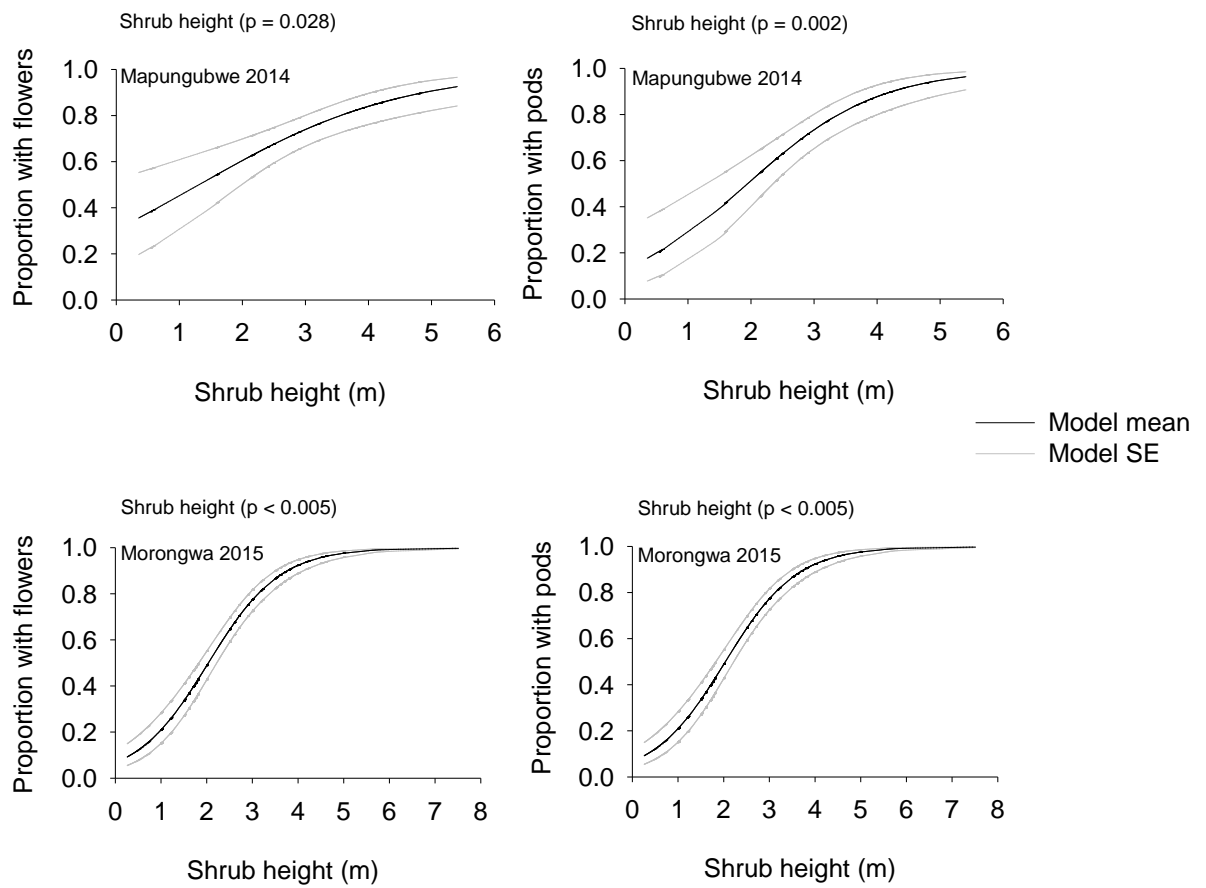 Shrub height (p = 0.028)
Proportion with flowers
1.0
0.8
0.6
0.4
0.2
0.0
Mapungubwe 2014
0 1 2 3 4 5 6
Shrub height (m)
Shrub height (p = 0.002)
Proportion with pods
1.0
0.8
0.6
0.4
0.2
0.0
Mapungubwe 2014
0 1 2 3 4 5 6
Shrub height (m)
Model mean
Model SE
Shrub height (p < 0.005)
Proportion with flowers
1.0
0.8
0.6
0.4
0.2
0.0
Morongwa 2015
0 1 2 3 4 5 6 7 8
Shrub height (m)
Shrub height (p < 0.005)
Proportion with pods
1.0
0.8
0.6
0.4
0.2
0.0
Morongwa 2015
0 1 2 3 4 5 6 7 8
Shrub height (m)